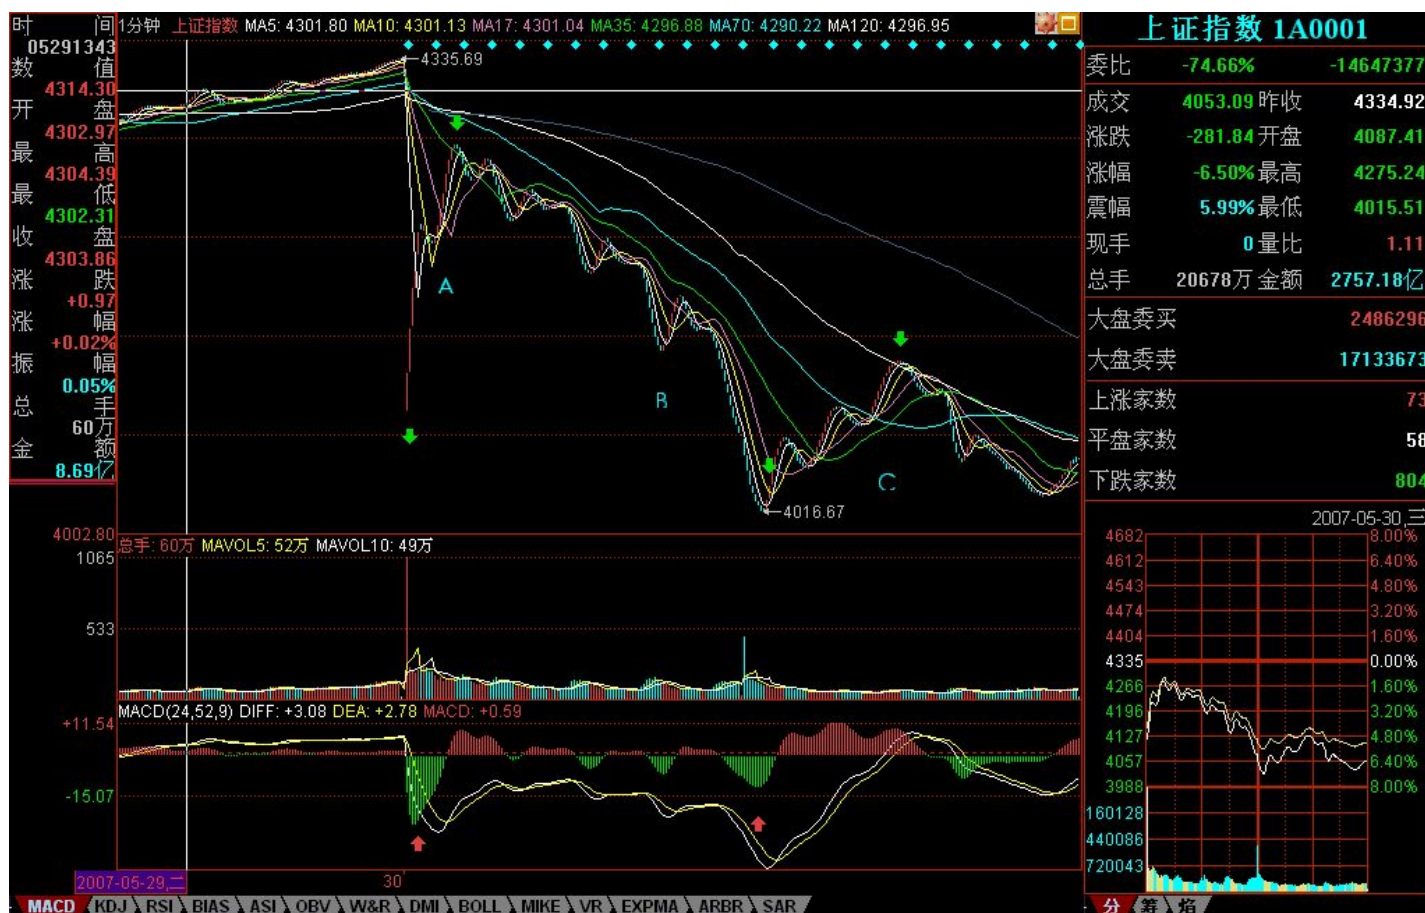 1分钟 上证指数 MA5: 4301.80 MA10: 4301.13 MA17: 4301.04 MA35: 4296.88 MA70: 4290.22 MA120: 4296.95
时间
05291343
数值
4314.30
开盘
4302.97
最高
4304.39
最低
4302.31
收盘
4303.86
涨跌
+0.97
涨幅
+0.02%
振幅
0.05%
总手
60万
金额
8.69亿
4335.69
A
B
C
4016.67
4002.80
总手: 60万 MAVOL5: 52万 MAVOL10: 49万
1065
533
MACD(24,52,9) DIFF: +3.08 DEA: +2.78 MACD: +0.59
+11.54
-15.07
2007-05-29,二
30
MACD KDJ RSI BIAS ASI OBV W&R DMI BOLL MIKE VR EXPMA ARBR SAR
上证指数 1A0001
委比 -74.66% -14647377
成交 4053.09 昨收 4334.92
涨跌 -281.84 开盘 4087.41
涨幅 -6.50% 最高 4275.24
震幅 5.99% 最低 4015.51
现手 0 量比 1.11
总手 20678万 金额 2757.18亿
大盘委买 2486296
大盘委卖 17133673
上涨家数 73
平盘家数 58
下跌家数 804
2007-05-30,三
4682 8.00%
4612 6.40%
4543 4.80%
4474 3.20%
4404 1.60%
4335 0.00%
4266 1.60%
4196 3.20%
4127 4.80%
4057 6.40%
3988 8.00%
160128
440086
720043
分 筹 焰